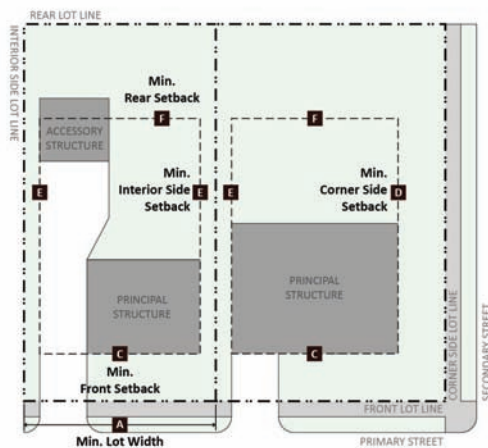 REAR LOT LINE
INTERIOR SIDE LOT LINE
Min.
Rear Setback
F
F
ACCESSORY
STRUCTURE
Min.
Interior Side
Setback
E
E
E
Min.
Corner Side
Setback
D
PRINCIPAL
STRUCTURE
PRINCIPAL
STRUCTURE
C
C
Min.
Front Setback
CORNER SIDE LOT LINE
SECONDARY STREET
FRONT LOT LINE
A
Min. Lot Width
PRIMARY STREET